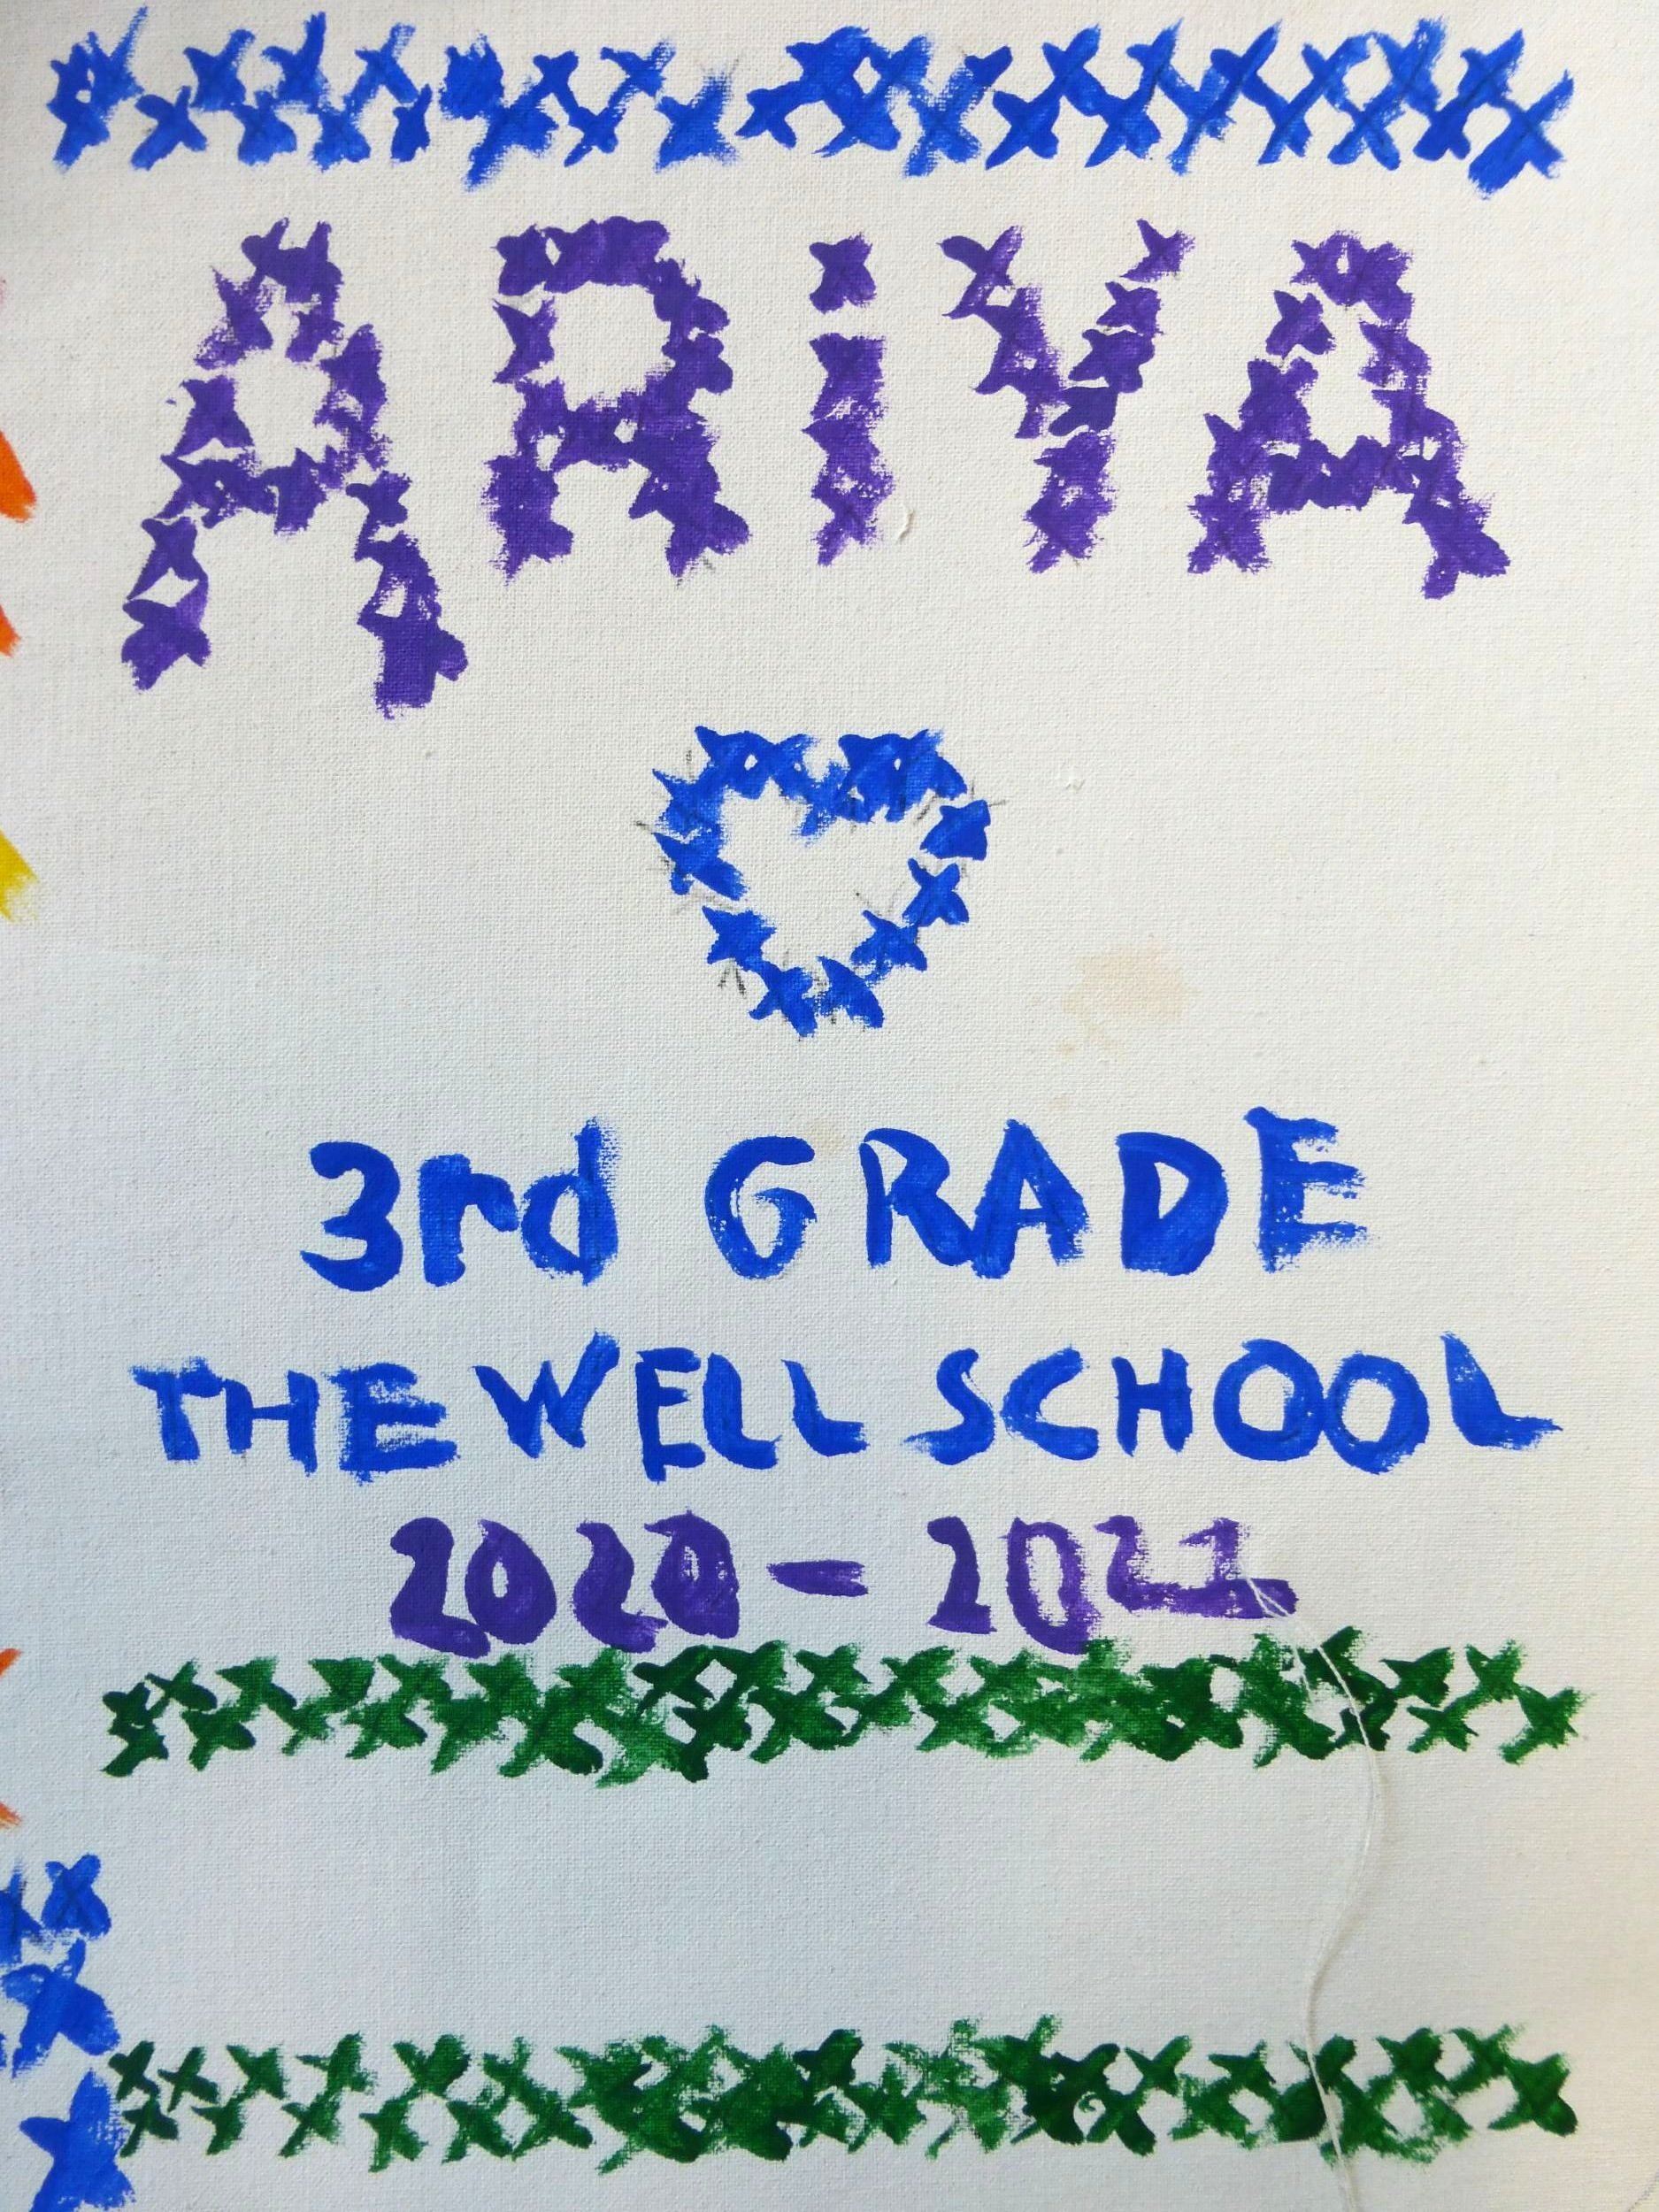 ARiYA
3rd GRADE
THE WELL SCHOOL
2020 - 2021